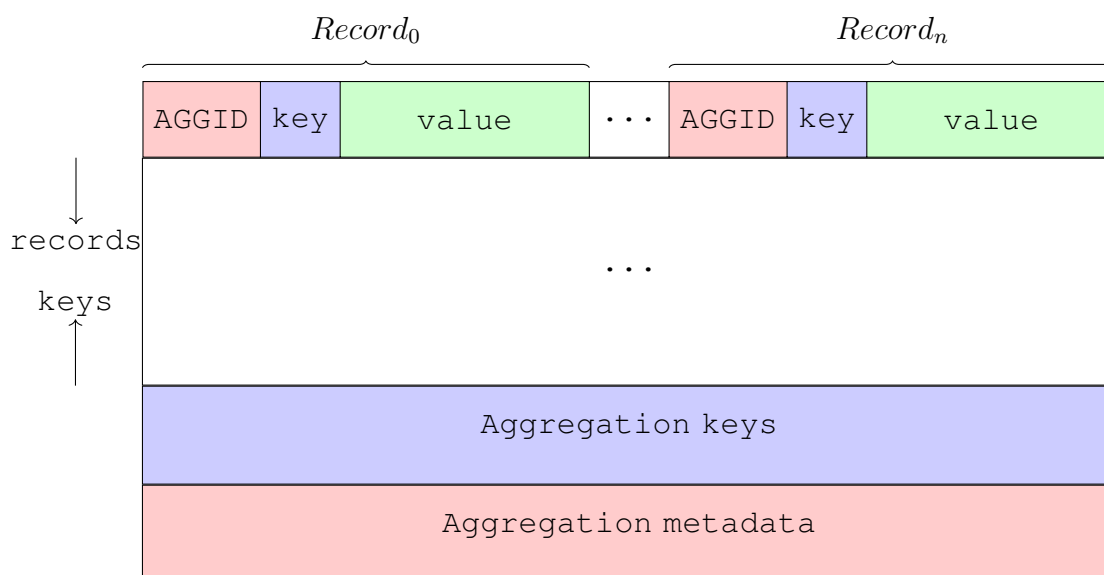 Record₀ Recordₙ
AGGID key value ... AGGID key value
records
...
keys
Aggregation keys
Aggregation metadata